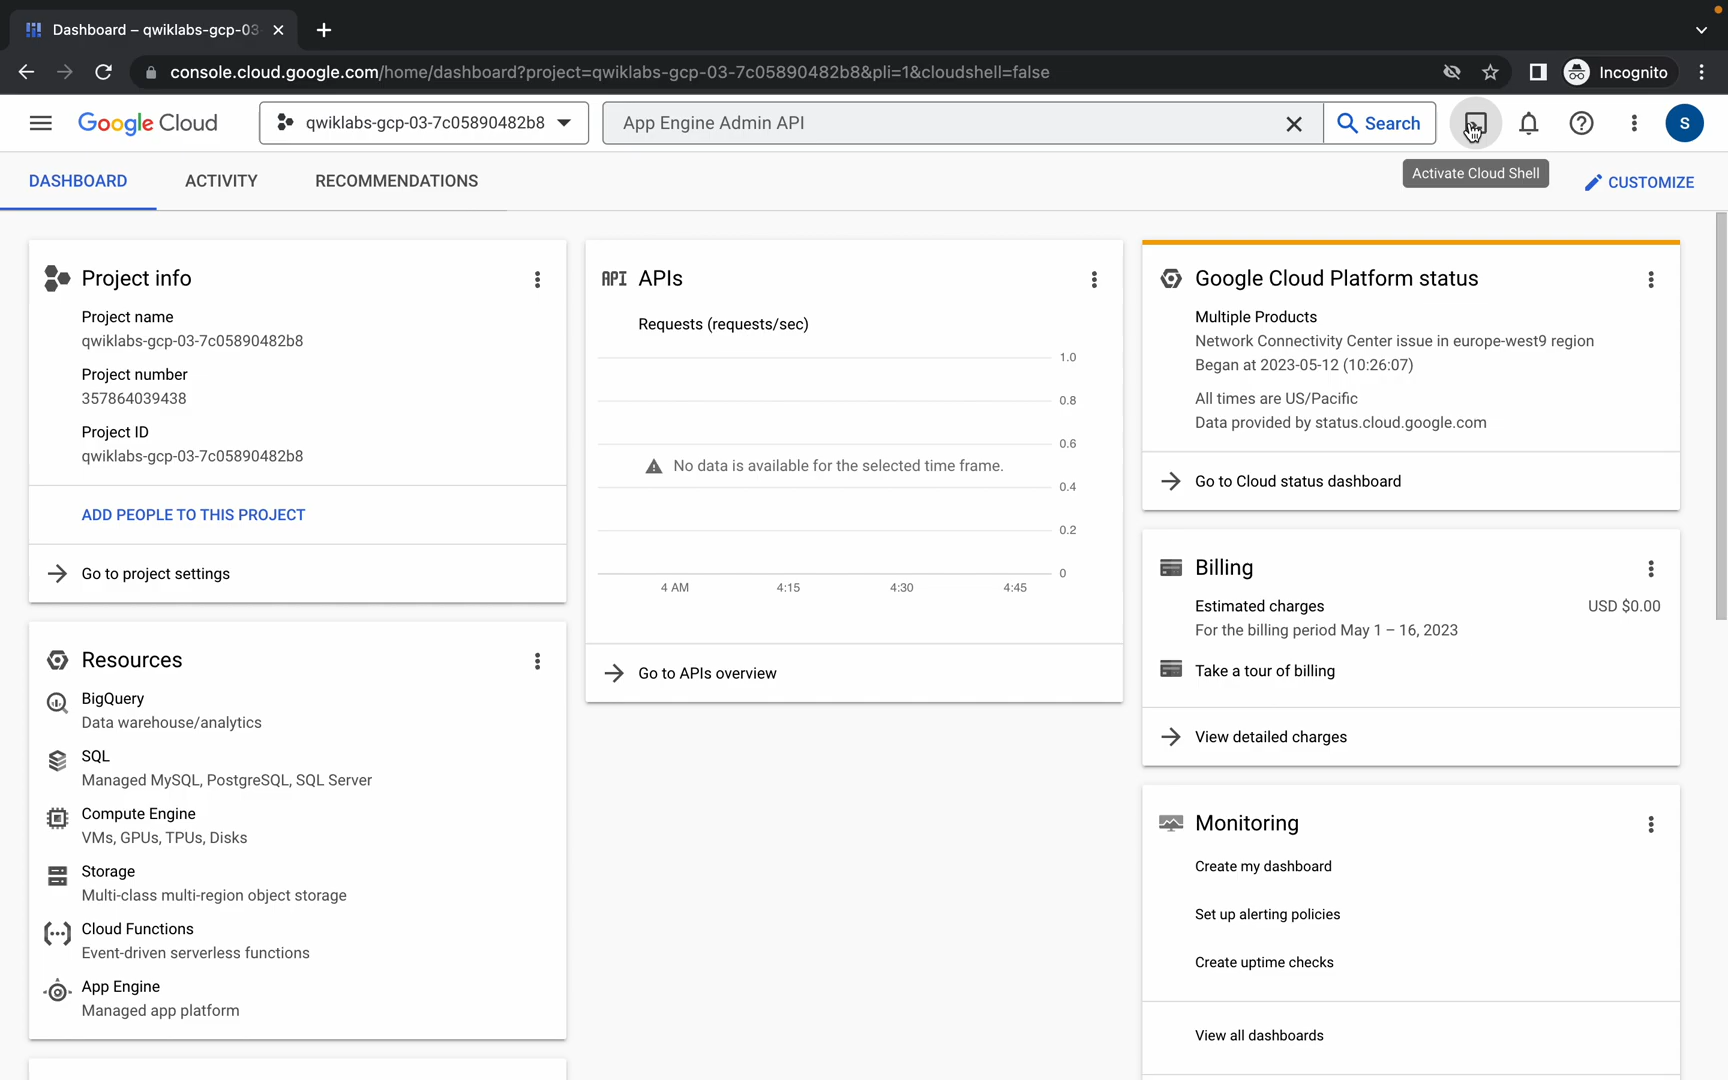 Dashboard – qwiklabs-gcp-03-
console.cloud.google.com/home/dashboard?project=qwiklabs-gcp-03-7c05890482b8&pli=1&cloudshell=false
Incognito
Google Cloud
qwiklabs-gcp-03-7c05890482b8
App Engine Admin API
Search
S
DASHBOARD
ACTIVITY
RECOMMENDATIONS
Activate Cloud Shell
CUSTOMIZE
Project info
Project name
qwiklabs-gcp-03-7c05890482b8
Project number
357864039438
Project ID
qwiklabs-gcp-03-7c05890482b8
ADD PEOPLE TO THIS PROJECT
Go to project settings
Resources
BigQuery
Data warehouse/analytics
SQL
Managed MySQL, PostgreSQL, SQL Server
Compute Engine
VMs, GPUs, TPUs, Disks
Storage
Multi-class multi-region object storage
Cloud Functions
Event-driven serverless functions
App Engine
Managed app platform
API APIs
Requests (requests/sec)
1.0
0.8
0.6
No data is available for the selected time frame.
0.4
0.2
0
4 AM 4:15 4:30 4:45
Go to APIs overview
Google Cloud Platform status
Multiple Products
Network Connectivity Center issue in europe-west9 region
Began at 2023-05-12 (10:26:07)
All times are US/Pacific
Data provided by status.cloud.google.com
Go to Cloud status dashboard
Billing
Estimated charges USD $0.00
For the billing period May 1 – 16, 2023
Take a tour of billing
View detailed charges
Monitoring
Create my dashboard
Set up alerting policies
Create uptime checks
View all dashboards